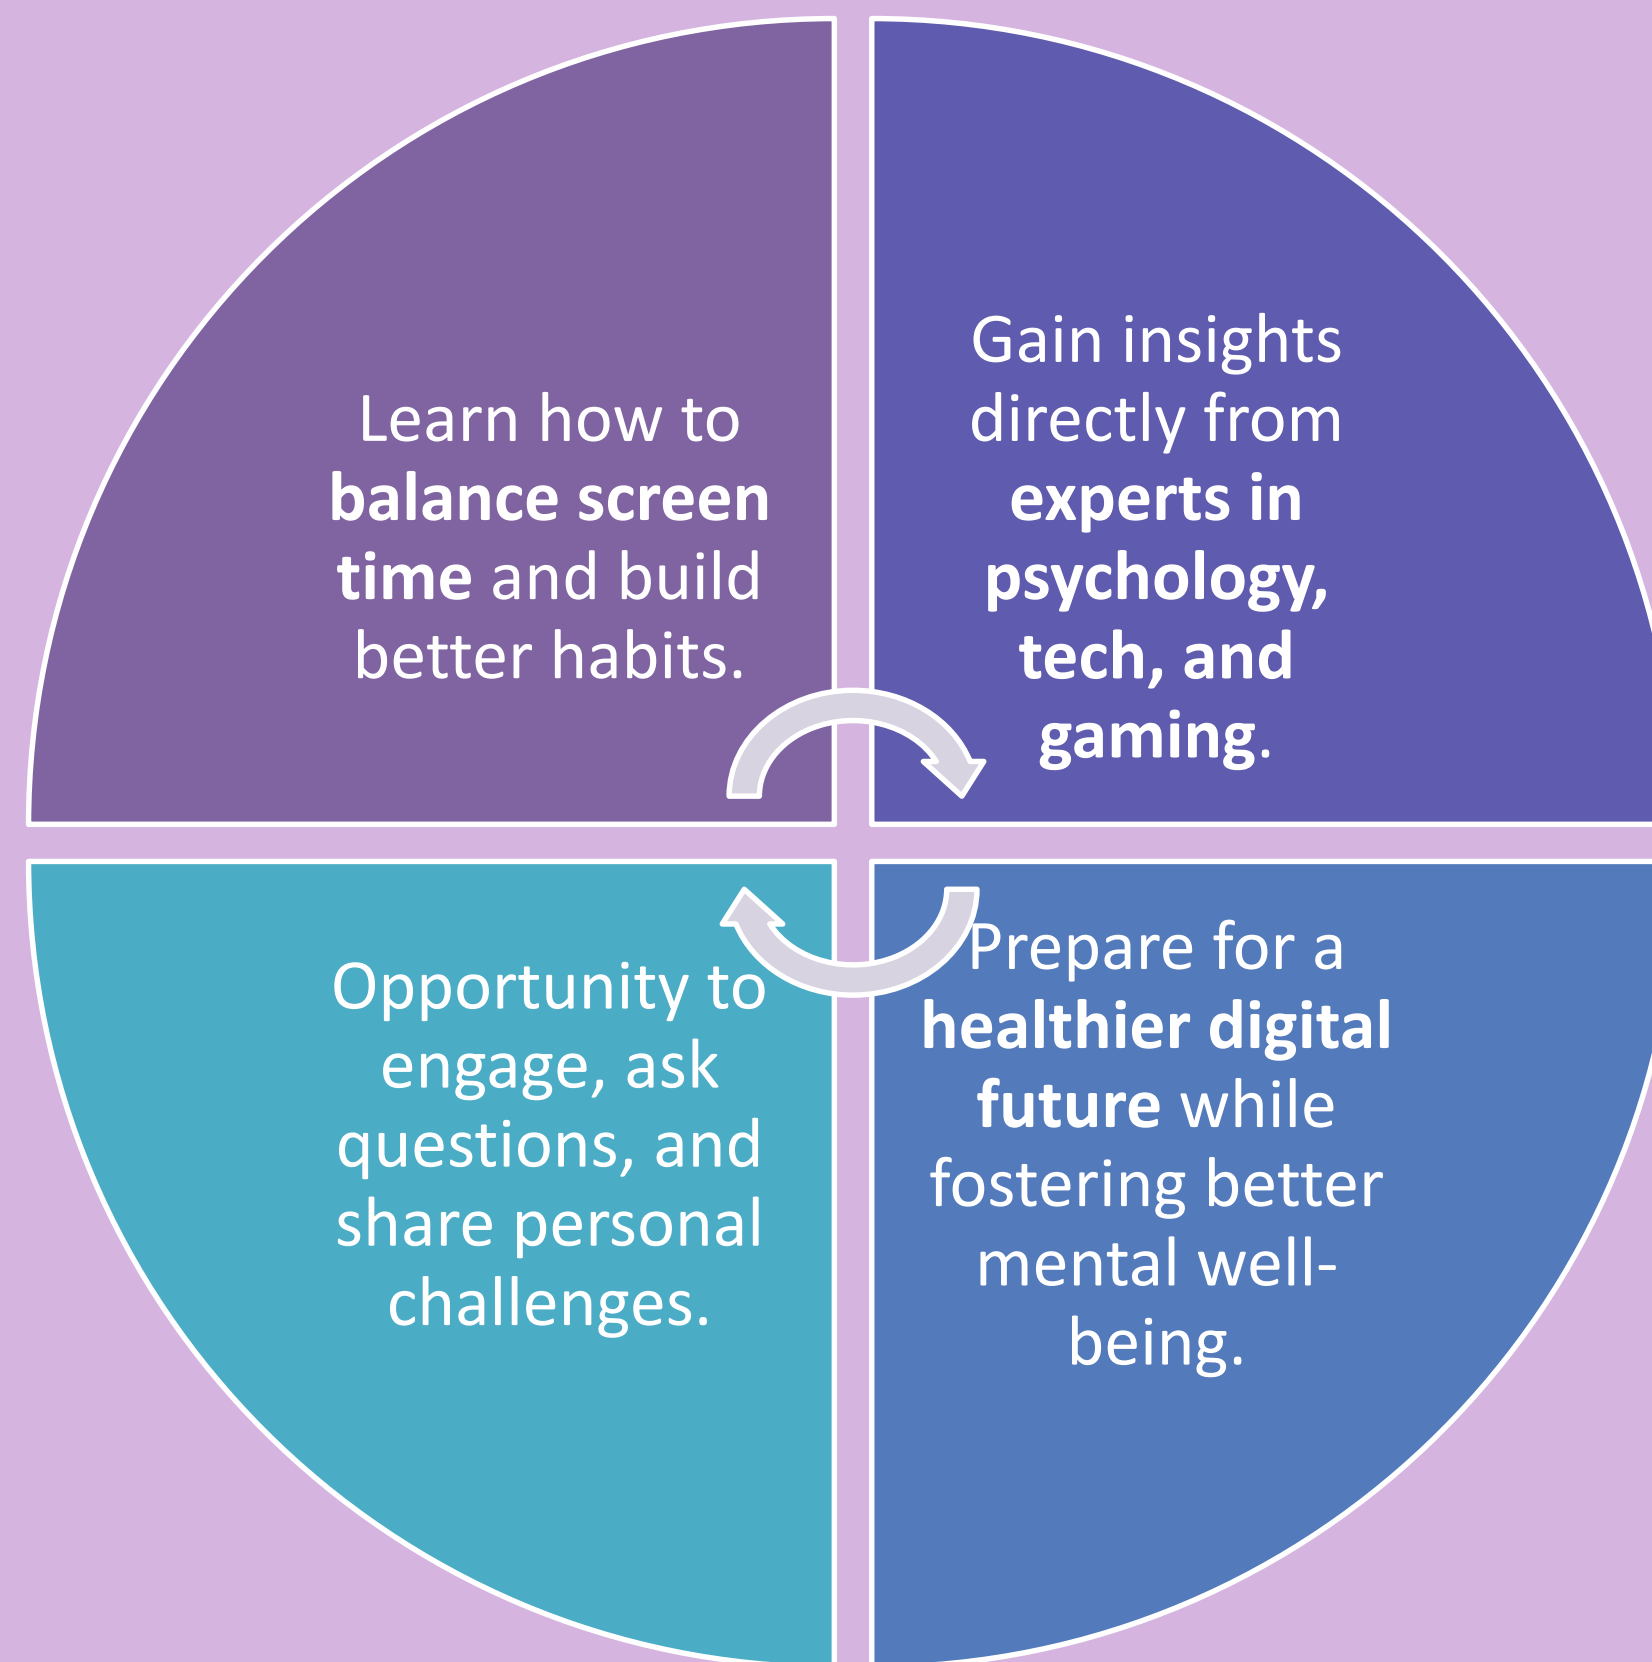 Learn how to
balance screen
time and build
better habits.
Gain insights
directly from
experts in
psychology,
tech, and
gaming.
Prepare for a
healthier digital
future while
fostering better
mental well-
being.
Opportunity to
engage, ask
questions, and
share personal
challenges.